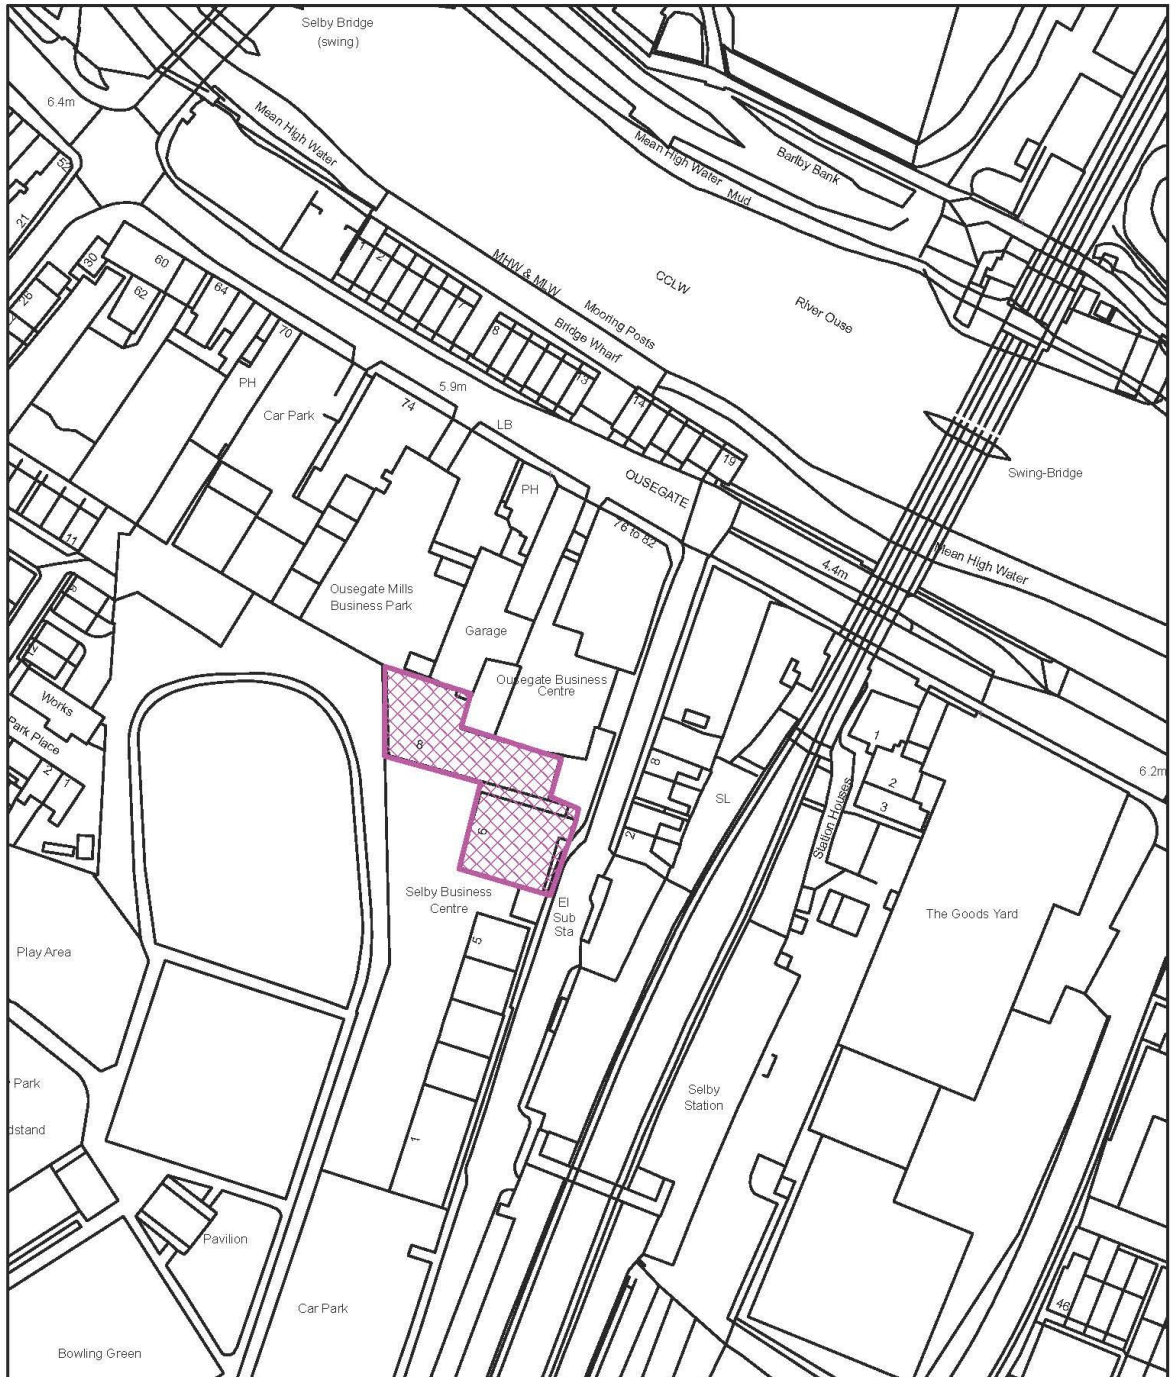 Selby Bridge
(swing)
6.4m
Mean High Water
Mean High Water
Mud
Barlby Bank
52
21
30
26
60
62
64
70
PH
Car Park
1
2
7
8
13
14
19
MHW & MLW
Mooring Posts
Bridge Wharf
CCLW
River Ouse
5.9m
74
LB
PH
OUSEGATE
76 to 82
Swing-Bridge
Mean High Water
4.4m
11
9
12
Ousegate Mills
Business Park
Garage
Ousegate Business
Centre
Works
Park Place
2
1
8
6
8
2
SL
1
2
3
Station Houses
6.2m
Selby Business
Centre
El
Sub
Sta
5
1
The Goods Yard
Play Area
Park
dstand
Selby
Station
Pavilion
Car Park
Bowling Green
46